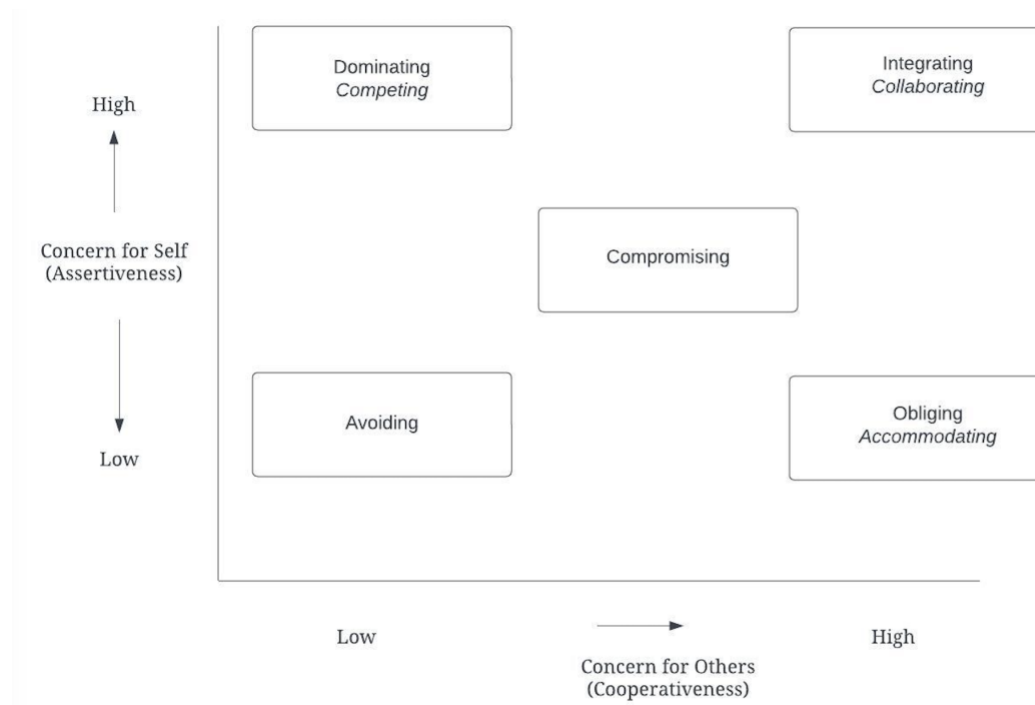 Dominating
Competing
Integrating
Collaborating
High
Concern for Self
(Assertiveness)
Compromising
Avoiding
Obliging
Accommodating
Low
Low
High
Concern for Others
(Cooperativeness)